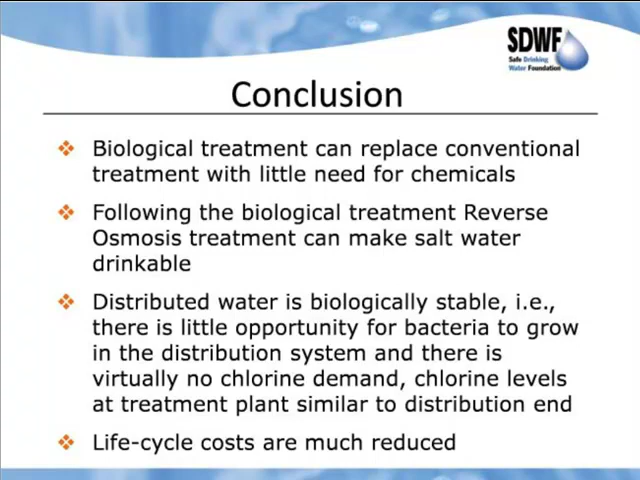 SDWF
Safe Drinking
Water Foundation
Conclusion
Biological treatment can replace conventional
treatment with little need for chemicals
Following the biological treatment Reverse
Osmosis treatment can make salt water
drinkable
Distributed water is biologically stable, i.e.,
there is little opportunity for bacteria to grow
in the distribution system and there is
virtually no chlorine demand, chlorine levels
at treatment plant similar to distribution end
Life-cycle costs are much reduced